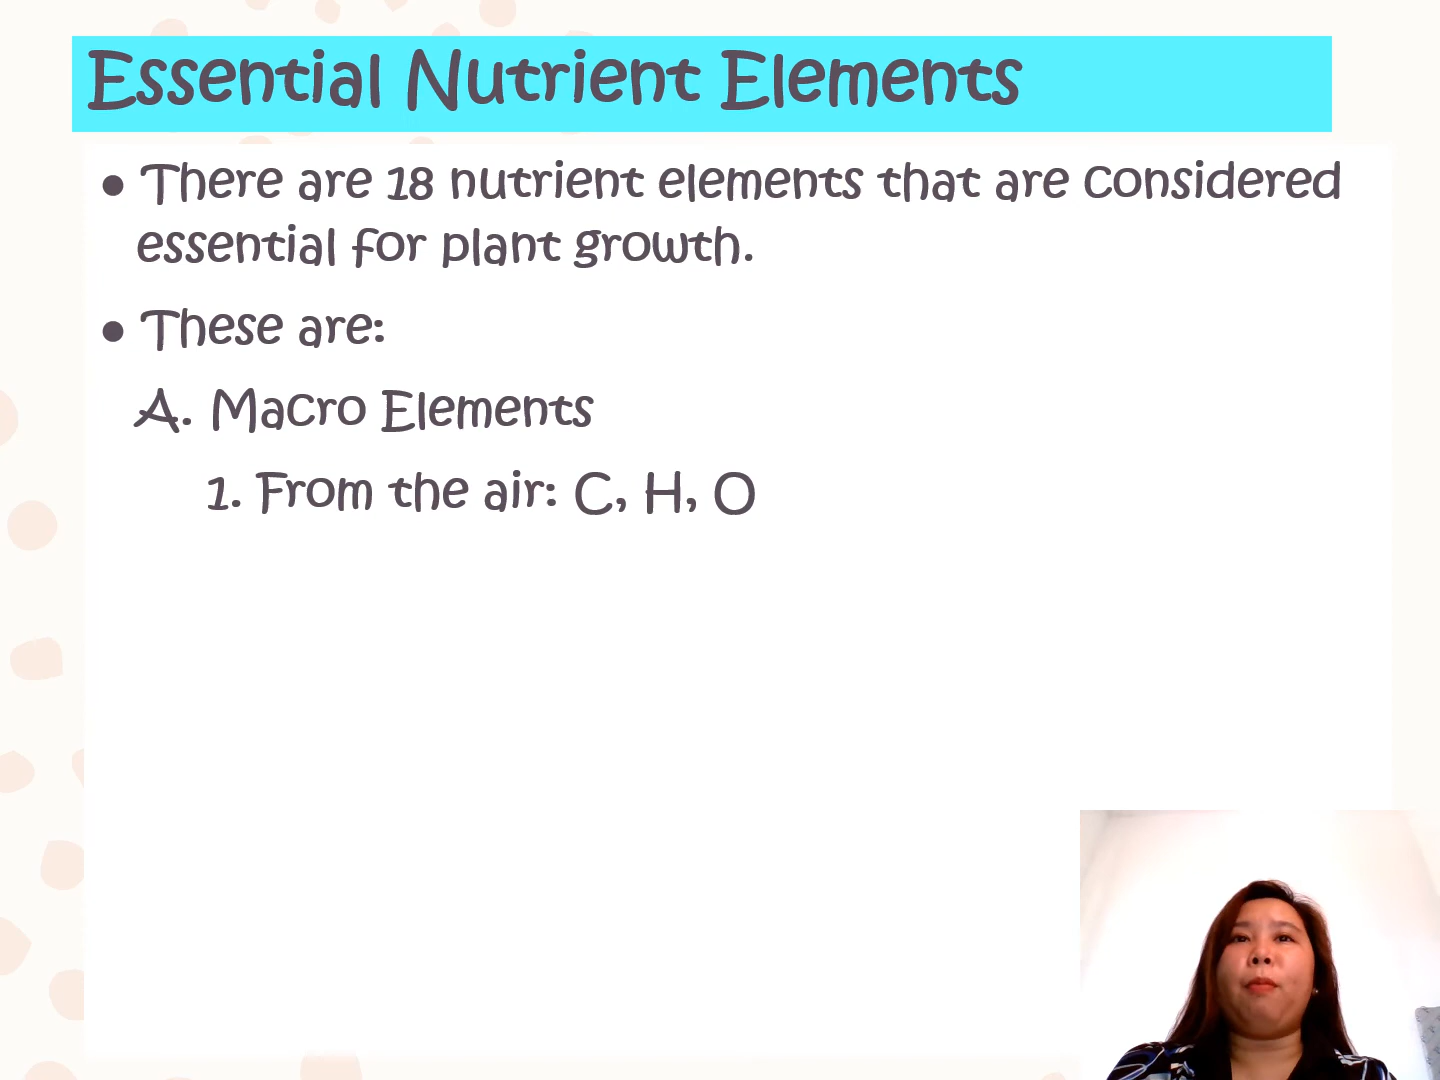 Essential Nutrient Elements
• There are 18 nutrient elements that are considered
essential for plant growth.
• These are:
A. Macro Elements
1. From the air: C, H, O